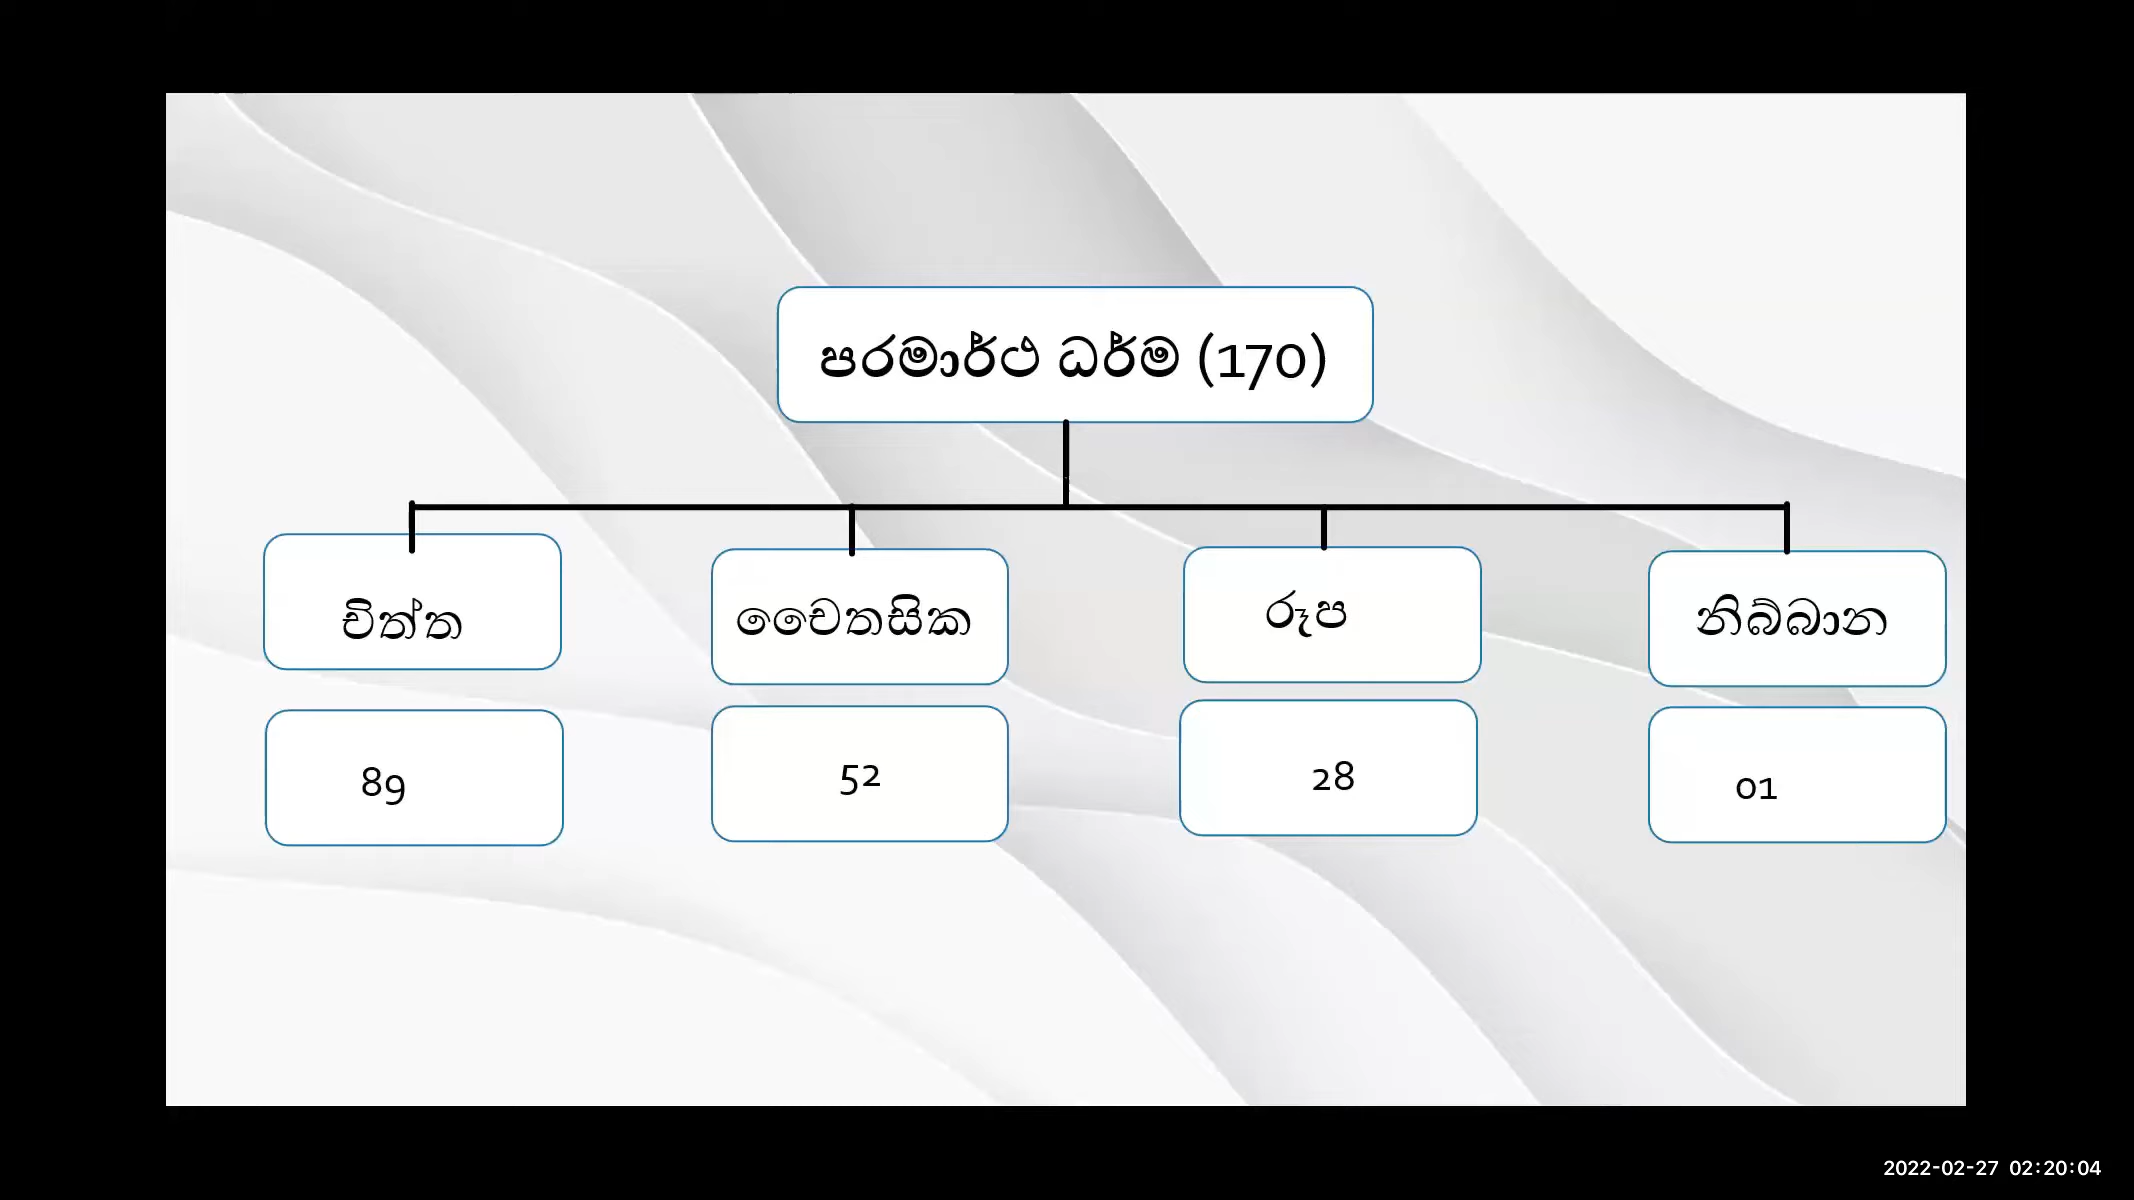 පරමාර්ථ ධර්ම (170)
චිත්ත
චෛතසික
රූප
නිබ්බාන
89
52
28
01
2022-02-27 02:20:04